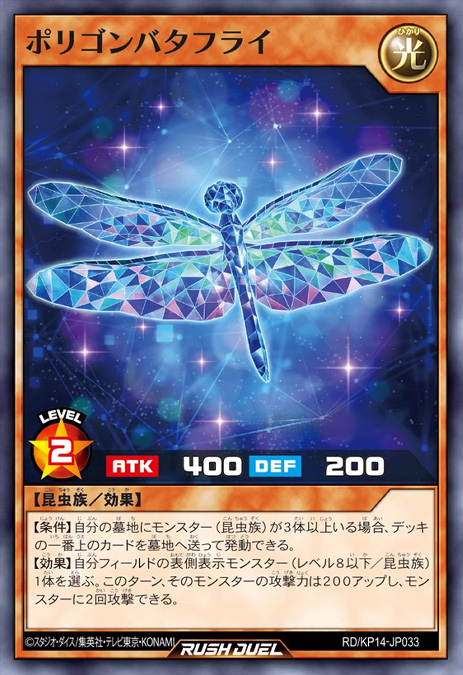 ポリゴンバタフライ
ひかり
光
LEVEL
2
ATK 400 DEF 200
【昆虫族／効果】
【条件】自分の墓地にモンスター（昆虫族）が３体以上いる場合、デッキ
の一番上のカードを墓地へ送って発動できる。
【効果】自分フィールドの表側表示モンスター（レベル８以下／昆虫族）
１体を選ぶ。このターン、そのモンスターの攻撃力は２００アップし、モン
スターに２回攻撃できる。
©スタジオ・ダイス/集英社・テレビ東京・KONAMI
RUSH DUEL
RD/KP14-JP033